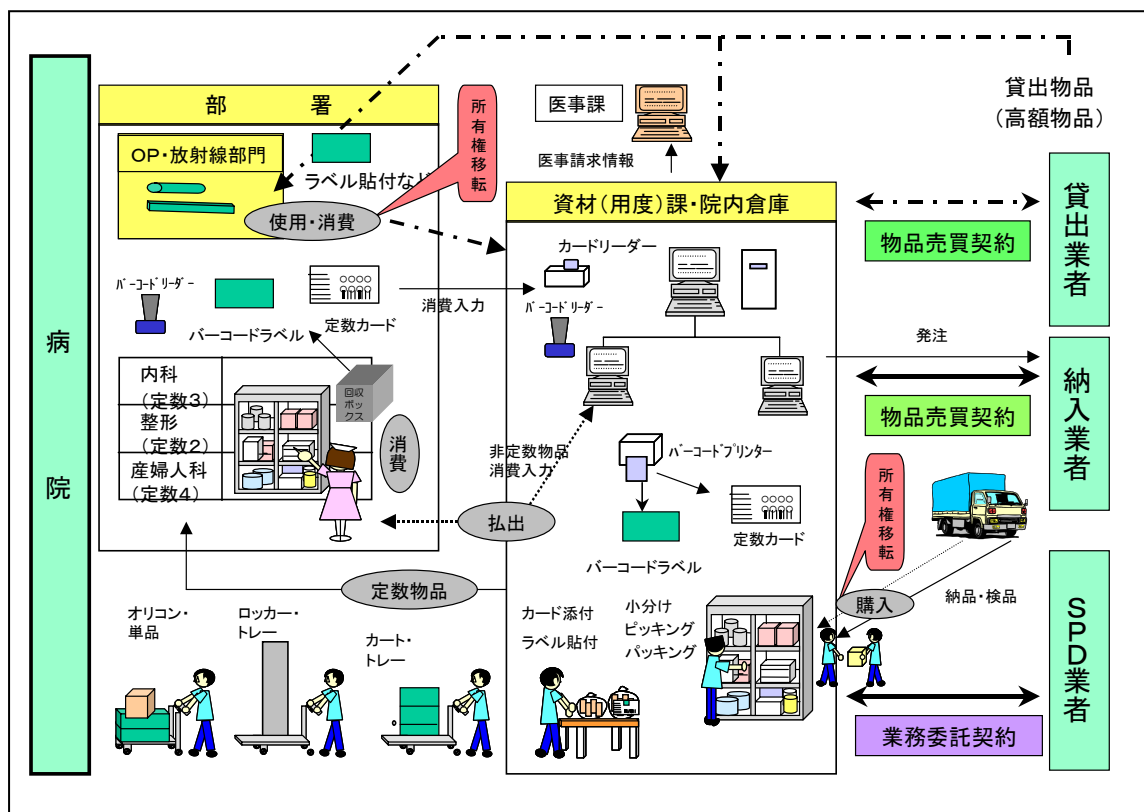 病院
部　署
OP・放射線部門
ラベル貼付など
使用・消費
所有権移転
バーコードリーダー
バーコードラベル
定数カード
消費入力
内科
(定数3)
整形
(定数2)
産婦人科
(定数4)
回収
ボッ
クス
消費
払出
定数物品
オリコン・
単品
ロッカー・
トレー
カート・
トレー
医事課
医事請求情報
資材(用度)課・院内倉庫
カードリーダー
バーコードリーダー
非定数物品
消費入力
バーコードプリンター
定数カード
バーコードラベル
カード添付
ラベル貼付
小分け
ピッキング
パッキング
所有権移転
購入
納品・検品
貸出物品
(高額物品)
貸出業者
物品売買契約
発注
納入業者
物品売買契約
SPD業者
業務委託契約